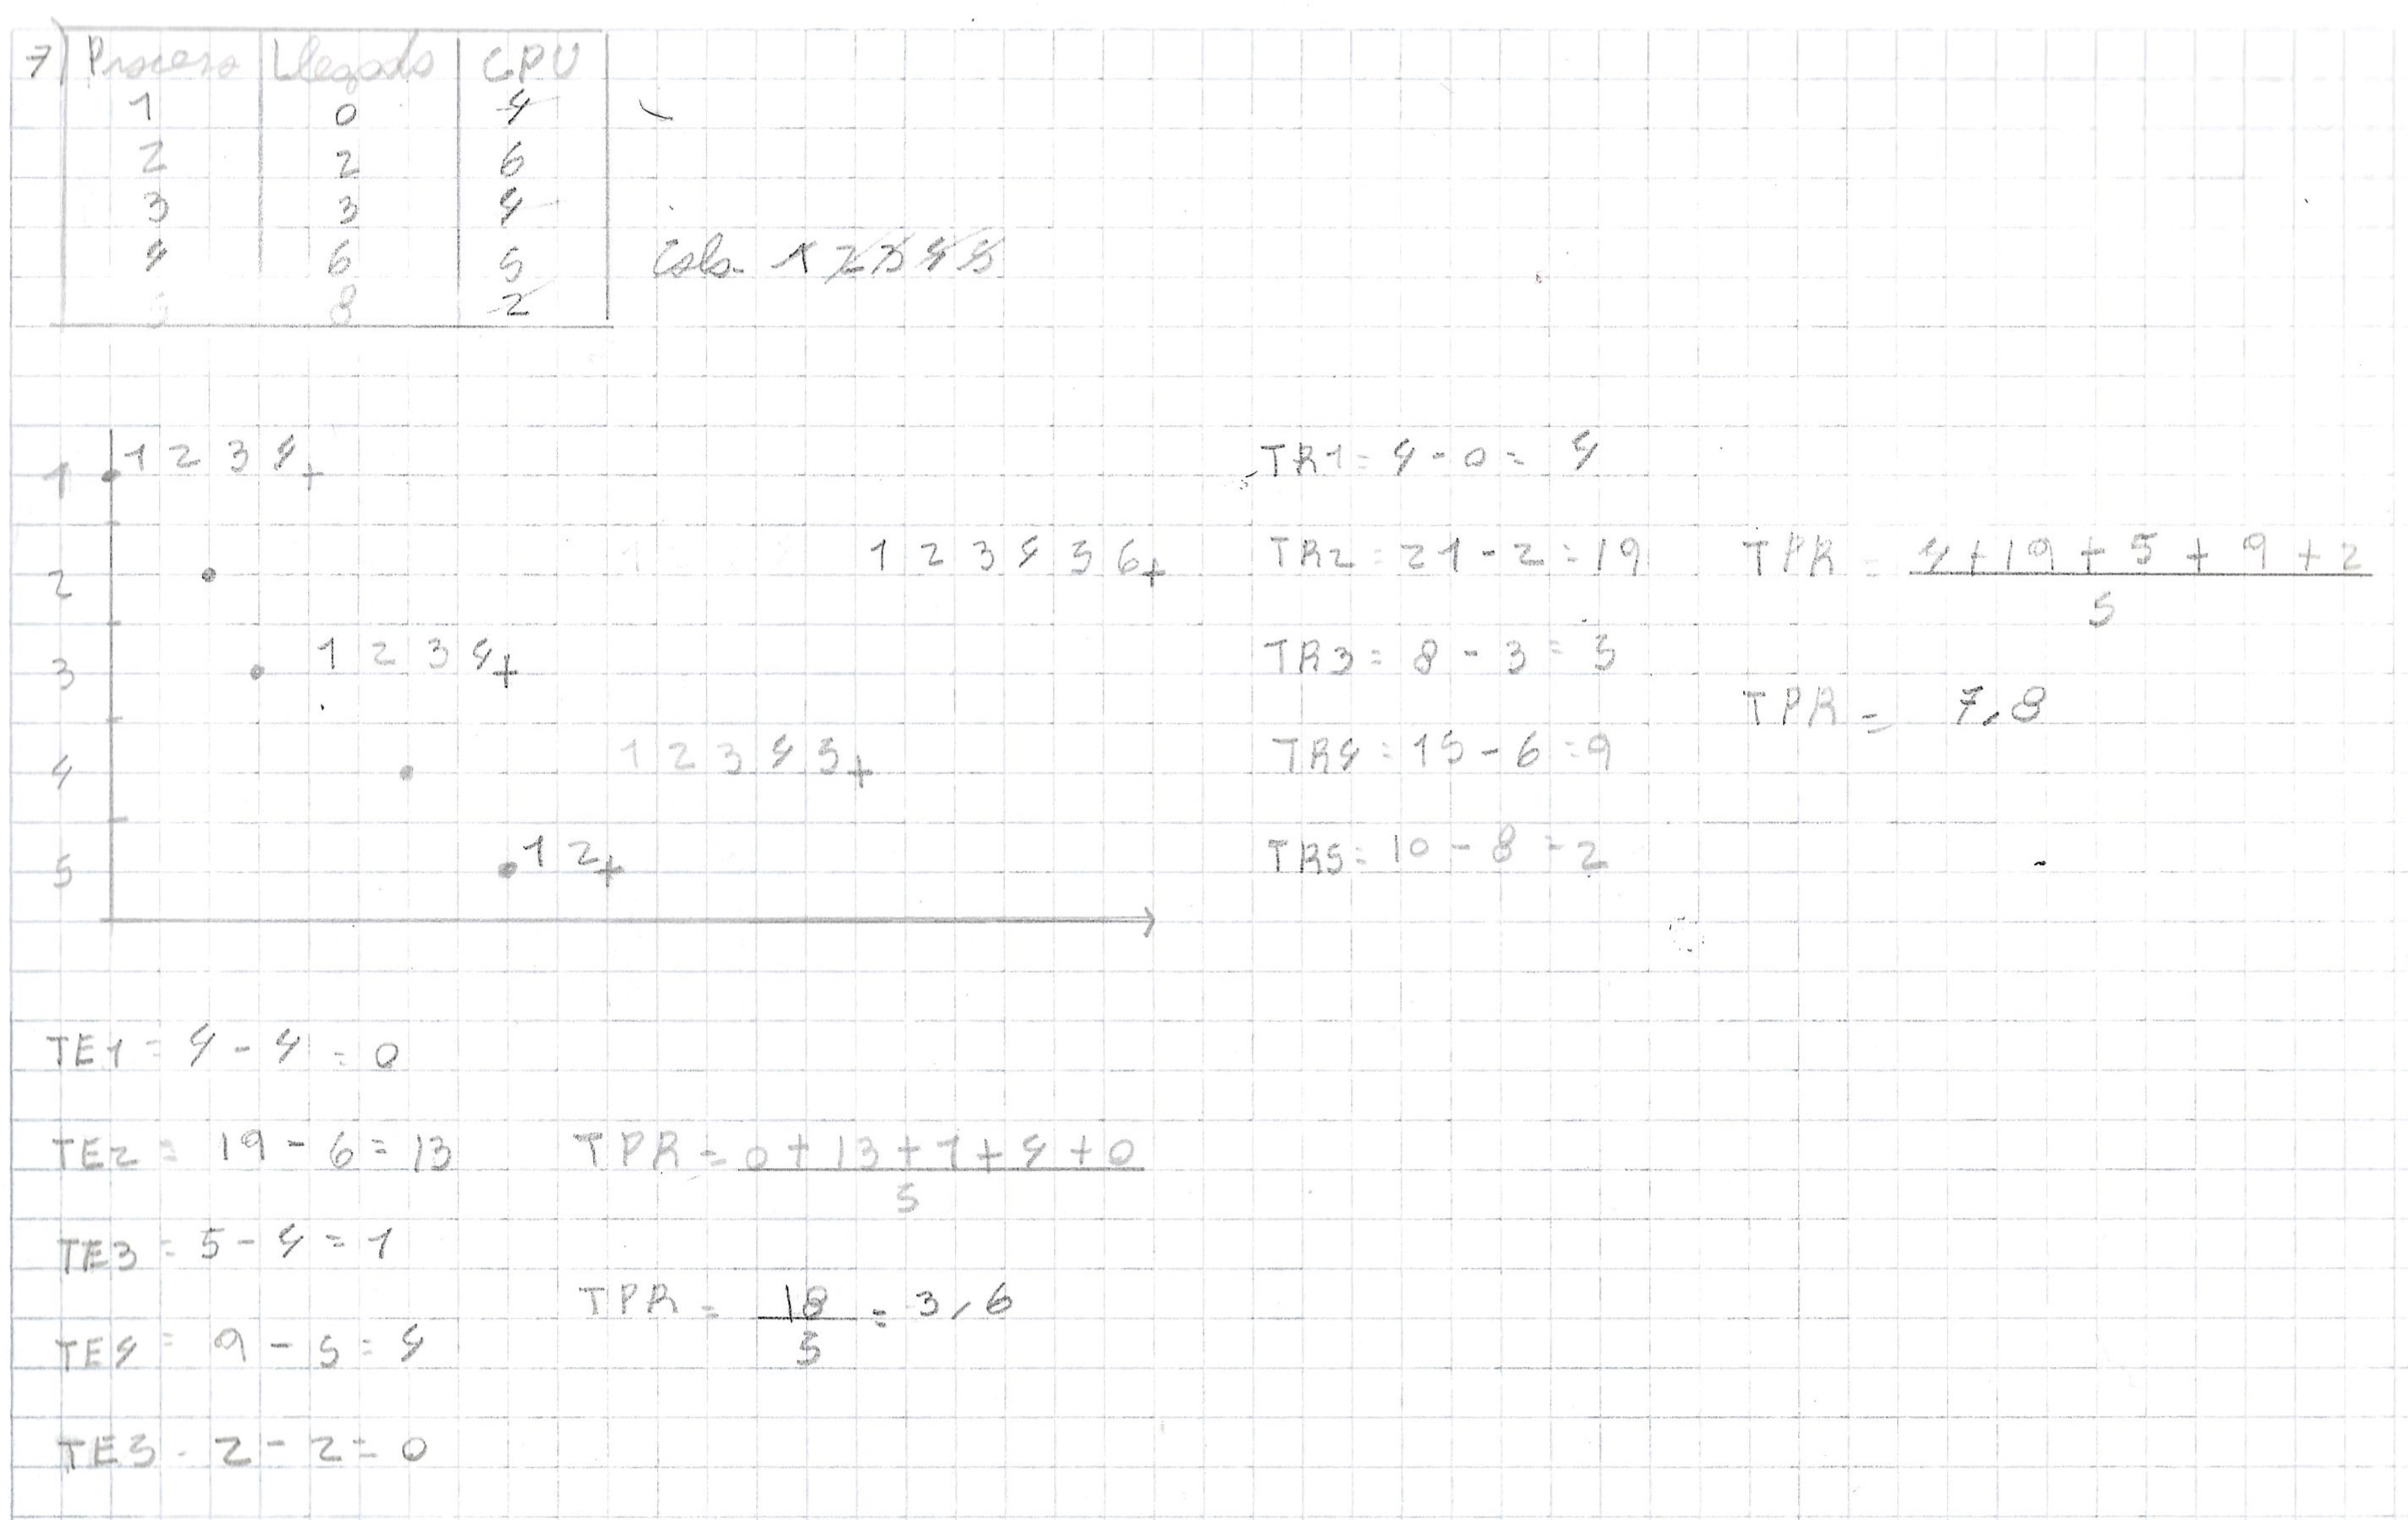 7) Proceso Llegada CPU
1 0 4
2 2 6
3 3 4
4 6 5
5 8 2
Cola 1 2 3 4 5
1 1 2 3 4
2 1 2 3 4 5 6
3 1 2 3 4
4 1 2 3 4 5
5 1 2
TR1 = 4 - 0 = 4
TR2 = 21 - 2 = 19
TR3 = 8 - 3 = 5
TR4 = 15 - 6 = 9
TR5 = 10 - 8 = 2
TPR = 4 + 19 + 5 + 9 + 2
5
TPR = 7,8
TE1 = 4 - 4 = 0
TE2 = 19 - 6 = 13
TE3 = 5 - 4 = 1
TE4 = 9 - 5 = 4
TE5 - 2 - 2 = 0
TPR = 0 + 13 + 1 + 4 + 0
5
TPR = 18
5
= 3,6